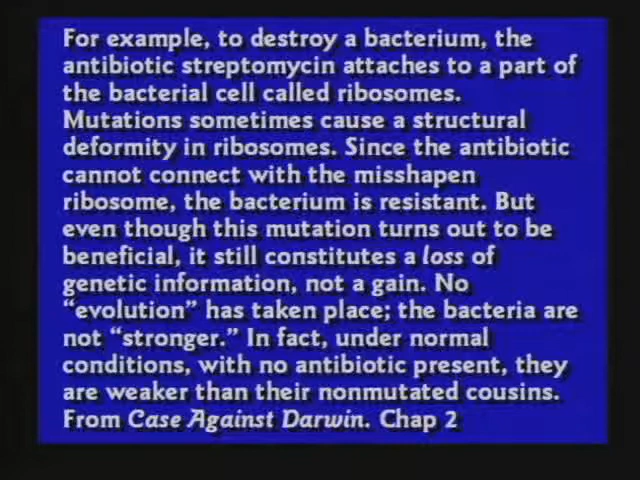 For example, to destroy a bacterium, the
antibiotic streptomycin attaches to a part of
the bacterial cell called ribosomes.
Mutations sometimes cause a structural
deformity in ribosomes. Since the antibiotic
cannot connect with the misshapen
ribosome, the bacterium is resistant. But
even though this mutation turns out to be
beneficial, it still constitutes a loss of
genetic information, not a gain. No
“evolution” has taken place; the bacteria are
not “stronger.” In fact, under normal
conditions, with no antibiotic present, they
are weaker than their nonmutated cousins.
From Case Against Darwin. Chap 2